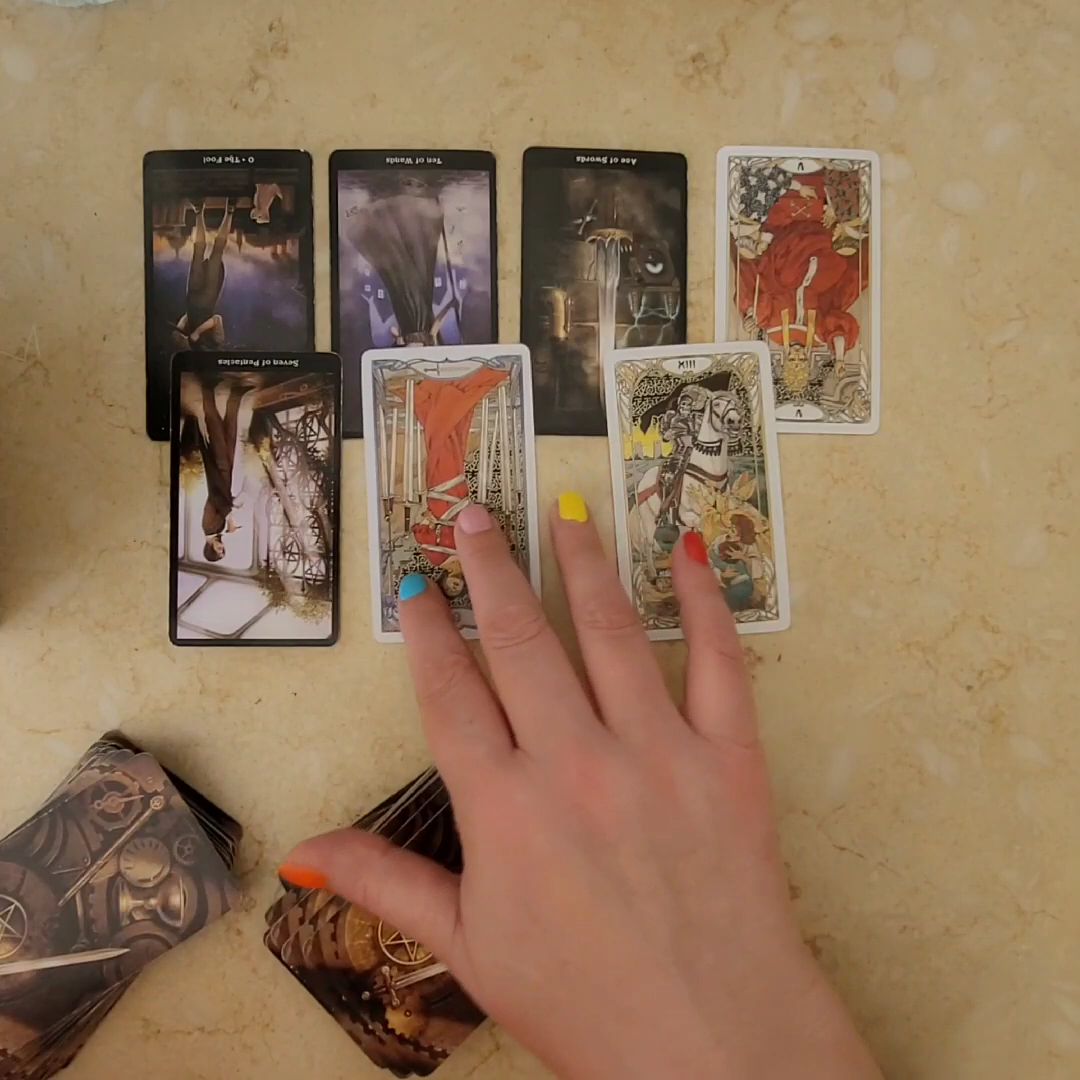 0 • The Fool
Ten of Wands
Ace of Swords
V
V
Seven of Pentacles
XIII